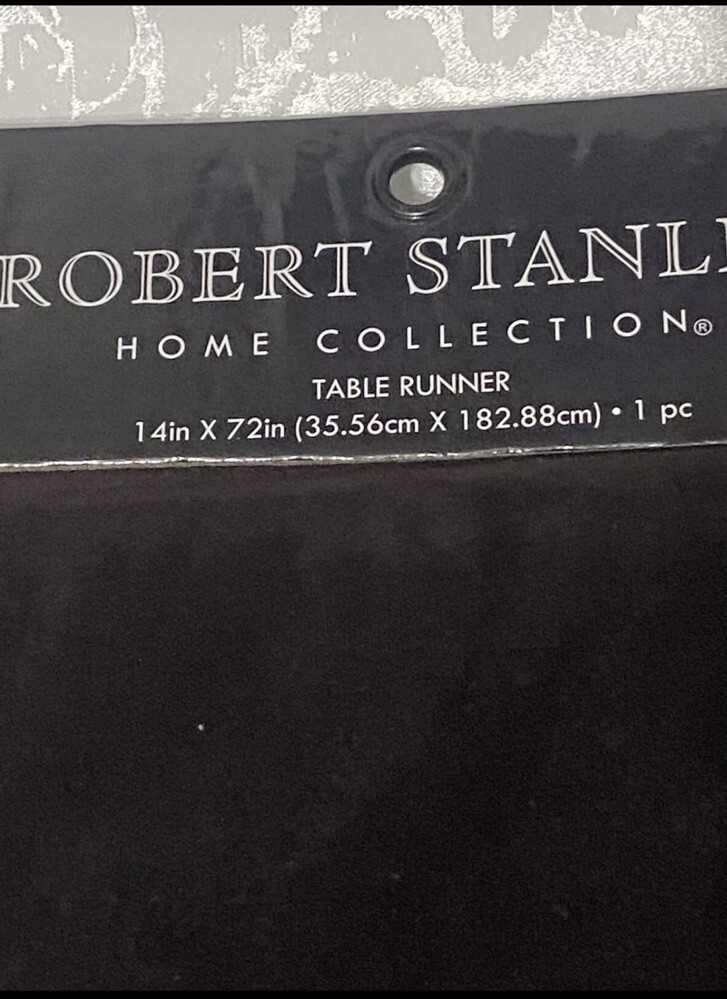 ROBERT STANL
HOME COLLECTION®
TABLE RUNNER
14in X 72in (35.56cm X 182.88cm) • 1 pc